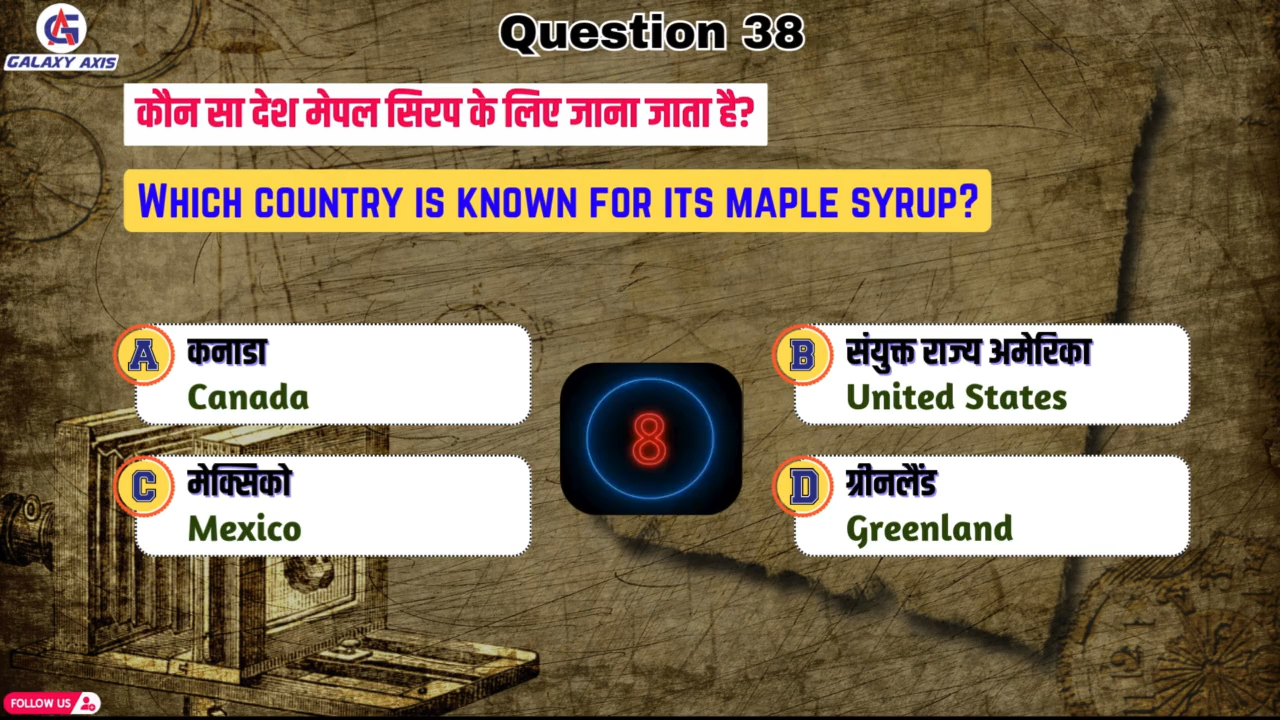 GALAXY AXIS
Question 38
कौन सा देश मेपल सिरप के लिए जाना जाता है?
Which country is known for its maple syrup?
A
कनाडा
Canada
B
संयुक्त राज्य अमेरिका
United States
8
C
मेक्सिको
Mexico
D
ग्रीनलैंड
Greenland
FOLLOW US